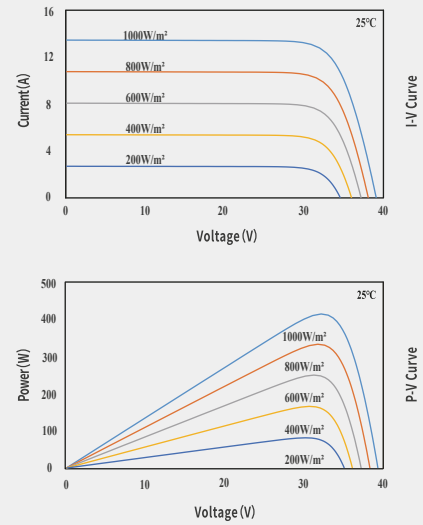 16
25℃
1000W/m²
12
800W/m²
600W/m²
8
400W/m²
4
200W/m²
0
0 10 20 30 40
Current(A)
Voltage(V)
I-V Curve
500
25℃
400
1000W/m²
300
800W/m²
200
600W/m²
100
400W/m²
200W/m²
0
0 10 20 30 40
Power(W)
Voltage(V)
P-V Curve